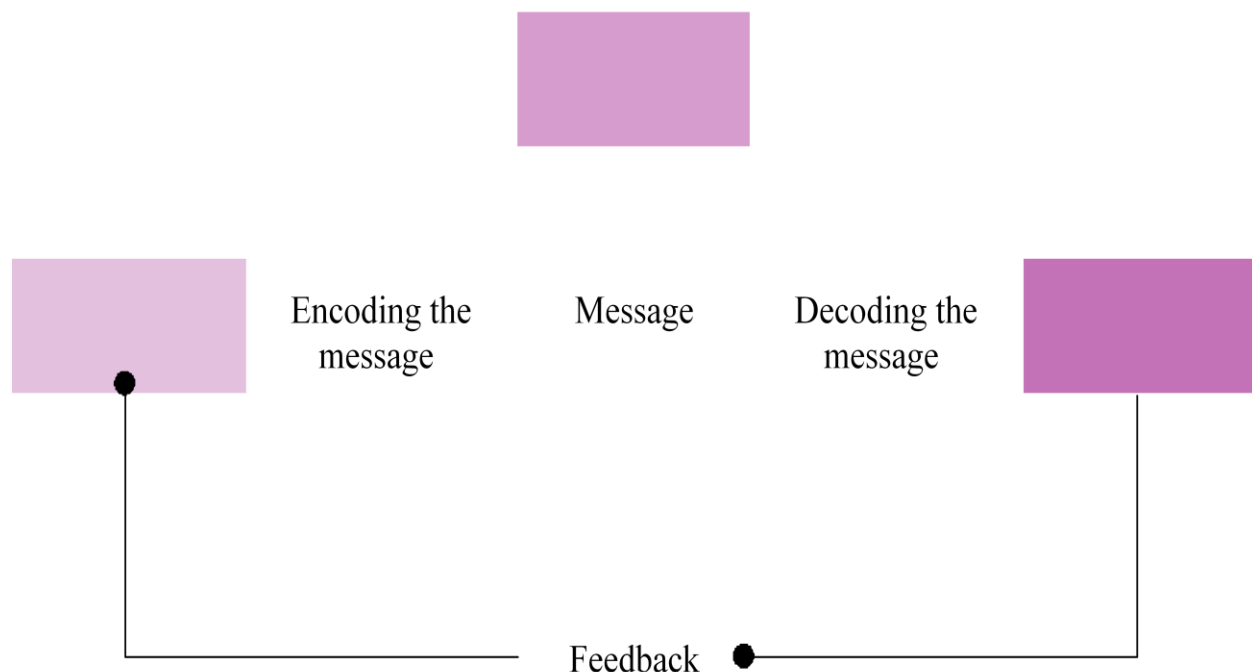 Encoding the
message
Message
Decoding the
message
Feedback